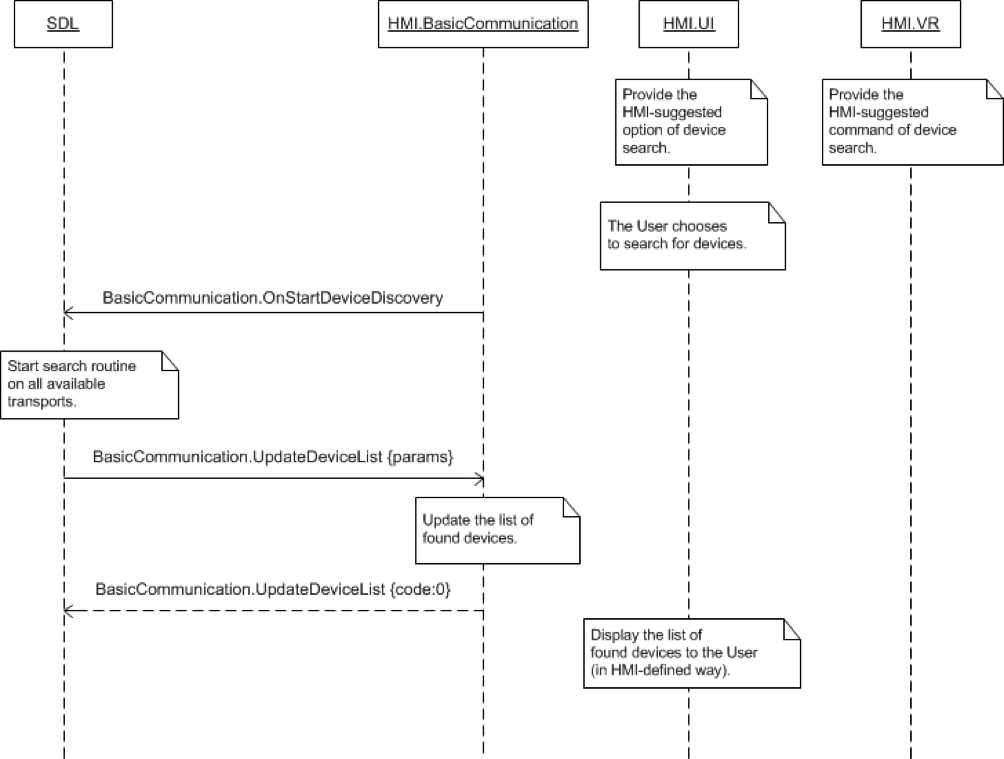 SDL
HMI.BasicCommunication
HMI.UI
HMI.VR
Provide the
HMI-suggested
option of device
search.
Provide the
HMI-suggested
command of device
search.
The User chooses
to search for devices.
BasicCommunication.OnStartDeviceDiscovery
Start search routine
on all available
transports.
BasicCommunication.UpdateDeviceList {params}
Update the list of
found devices.
BasicCommunication.UpdateDeviceList {code:0}
Display the list of
found devices to the User
(in HMI-defined way).